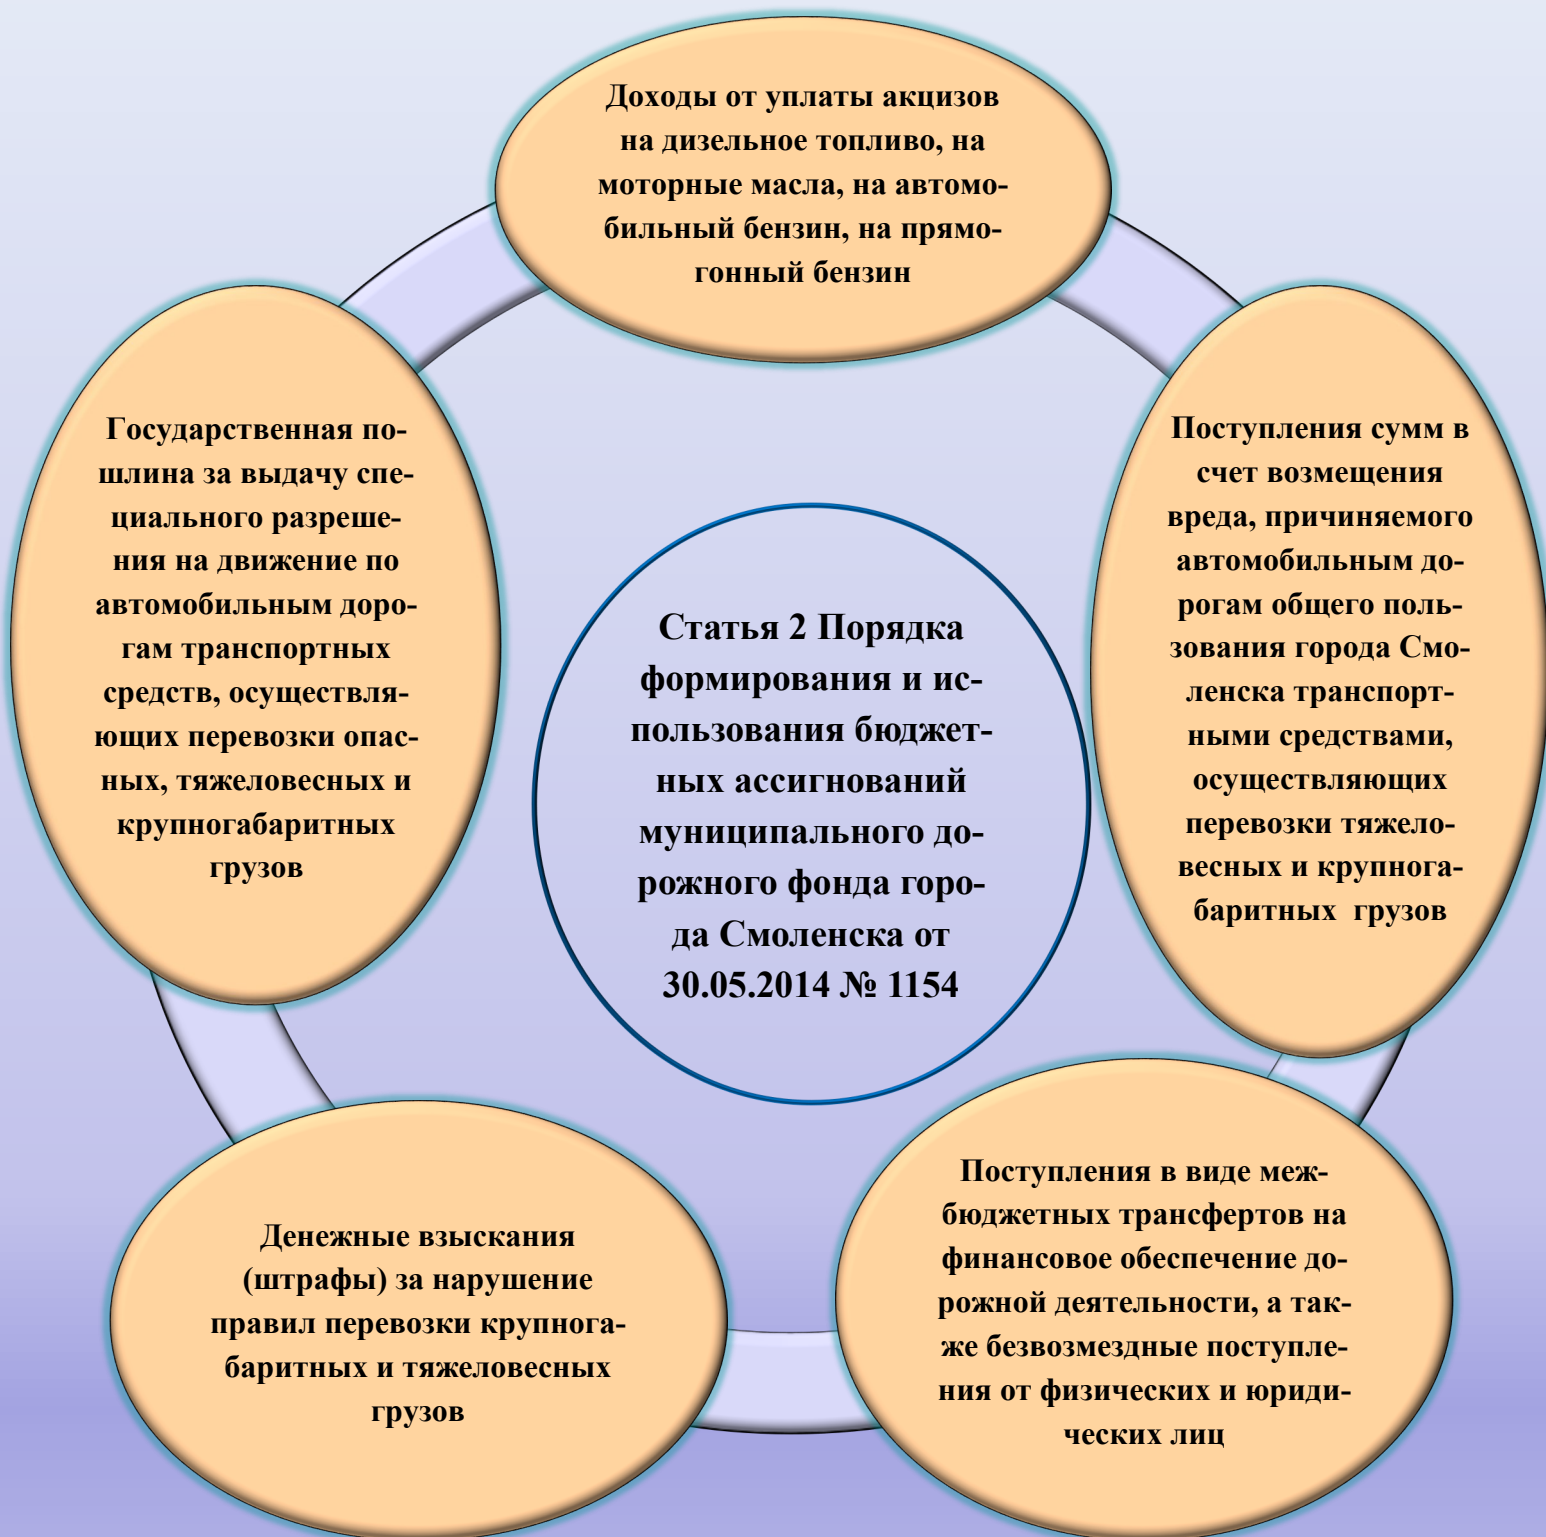 Доходы от уплаты акцизов
на дизельное топливо, на
моторные масла, на автомо-
бильный бензин, на прямо-
гонный бензин
Государственная по-
шлина за выдачу спе-
циального разреше-
ния на движение по
автомобильным доро-
гам транспортных
средств, осуществля-
ющих перевозки опас-
ных, тяжеловесных и
крупногабаритных
грузов
Статья 2 Порядка
формирования и ис-
пользования бюджет-
ных ассигнований
муниципального до-
рожного фонда горо-
да Смоленска от
30.05.2014 № 1154
Поступления сумм в
счет возмещения
вреда, причиняемого
автомобильным до-
рогам общего поль-
зования города Смо-
ленска транспорт-
ными средствами,
осуществляющих
перевозки тяжело-
весных и крупнога-
баритных грузов
Денежные взыскания
(штрафы) за нарушение
правил перевозки крупнога-
баритных и тяжеловесных
грузов
Поступления в виде меж-
бюджетных трансфертов на
финансовое обеспечение до-
рожной деятельности, а так-
же безвозмездные поступле-
ния от физических и юриди-
ческих лиц